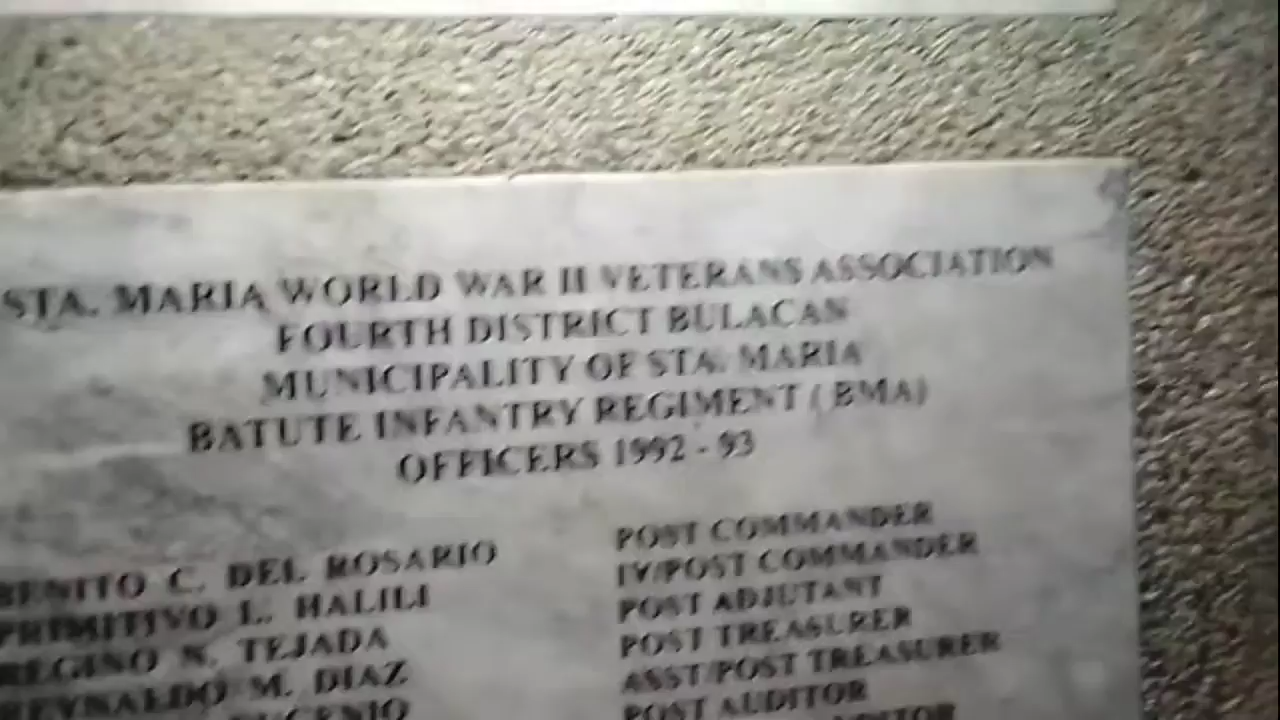 STA. MARIA WORLD WAR II VETERANS ASSOCIATION
FOURTH DISTRICT BULACAN
MUNICIPALITY OF STA. MARIA
BATUTE INFANTRY REGIMENT ( BMA)
OFFICERS 1992 - 93
BENITO C. DEL ROSARIO POST COMMANDER
PRIMITIVO L. HALILI IV/POST COMMANDER
REGINO N. TEJADA POST ADJUTANT
REYNALDO M. DIAZ POST TREASURER
EUGENIO ASST/POST TREASURER
POST AUDITOR
AUDITOR